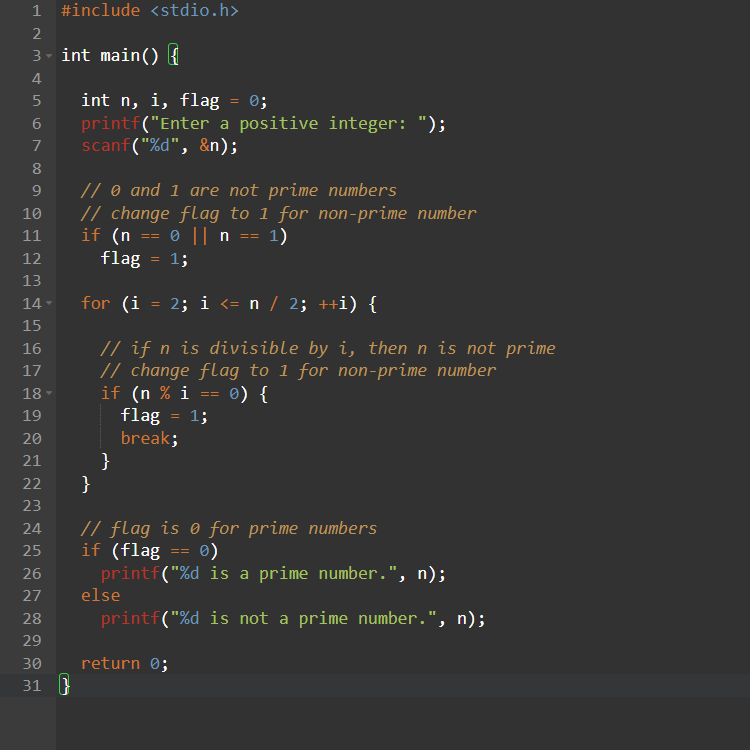 1 #include <stdio.h>
2
3 int main() {
4
5 int n, i, flag = 0;
6 printf("Enter a positive integer: ");
7 scanf("%d", &n);
8
9 // 0 and 1 are not prime numbers
10 // change flag to 1 for non-prime number
11 if (n == 0 || n == 1)
12 flag = 1;
13
14 for (i = 2; i <= n / 2; ++i) {
15
16 // if n is divisible by i, then n is not prime
17 // change flag to 1 for non-prime number
18 if (n % i == 0) {
19 flag = 1;
20 break;
21 }
22 }
23
24 // flag is 0 for prime numbers
25 if (flag == 0)
26 printf("%d is a prime number.", n);
27 else
28 printf("%d is not a prime number.", n);
29
30 return 0;
31 }